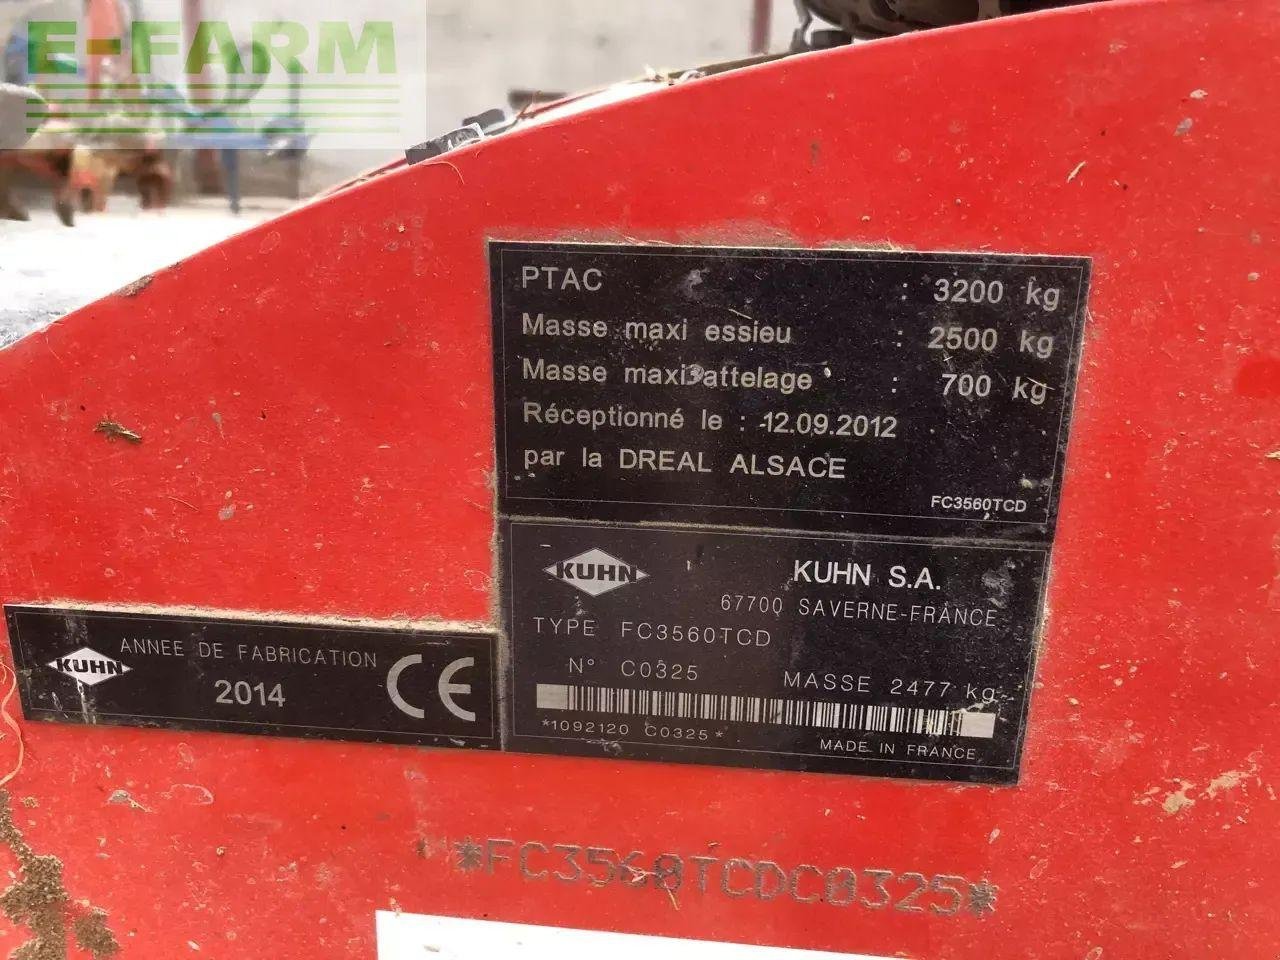 E-FARM
PTAC : 3200 kg
Masse maxi essieu : 2500 kg
Masse maxi attelage : 700 kg
Réceptionné le : 12.09.2012
par la DREAL ALSACE
FC3560TCD
KUHN KUHN S.A.
67700 SAVERNE-FRANCE
TYPE FC3560TCD
N° C0325 MASSE 2477 kg
*1092120 C0325*
MADE IN FRANCE
KUHN ANNEE DE FABRICATION CE
2014
*FC3560TCDC0325*